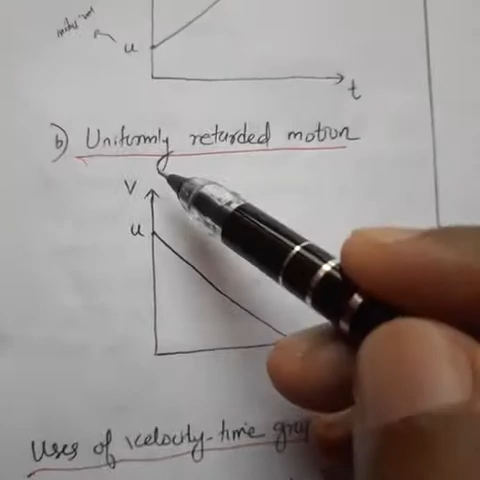 u
t
b) Uniformly retarded motion
V
u
Uses of velocity-time